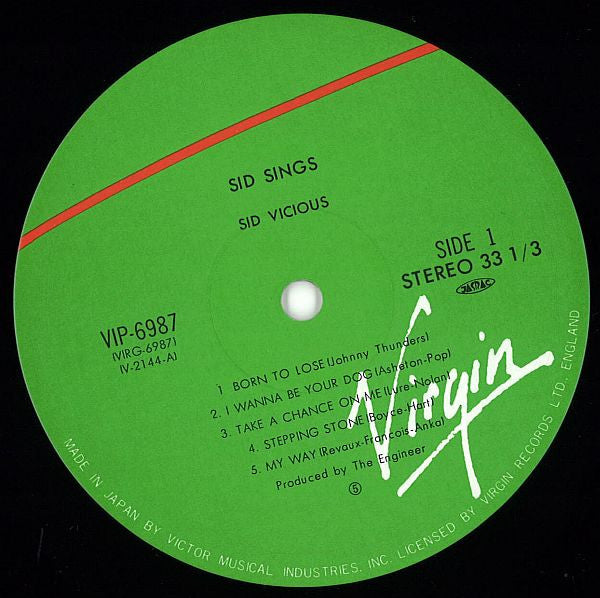 SID SINGS
SID VICIOUS
SIDE 1
STEREO 33 1/3
JASRAC
VIP-6987
(VIRG-6987)
(V-2144-A)
1 BORN TO LOSE (Johnny Thunders)
2. I WANNA BE YOUR DOG (Asheton-Pop)
3. TAKE A CHANCE ON ME (Lure-Nolan)
4. STEPPING STONE (Boyce-Hart)
5. MY WAY (Revaux-Francois-Anka)
Produced by The Engineer
Ⓢ
Virgin
MADE IN JAPAN BY VICTOR MUSICAL INDUSTRIES, INC. LICENSED BY VIRGIN RECORDS LTD. ENGLAND